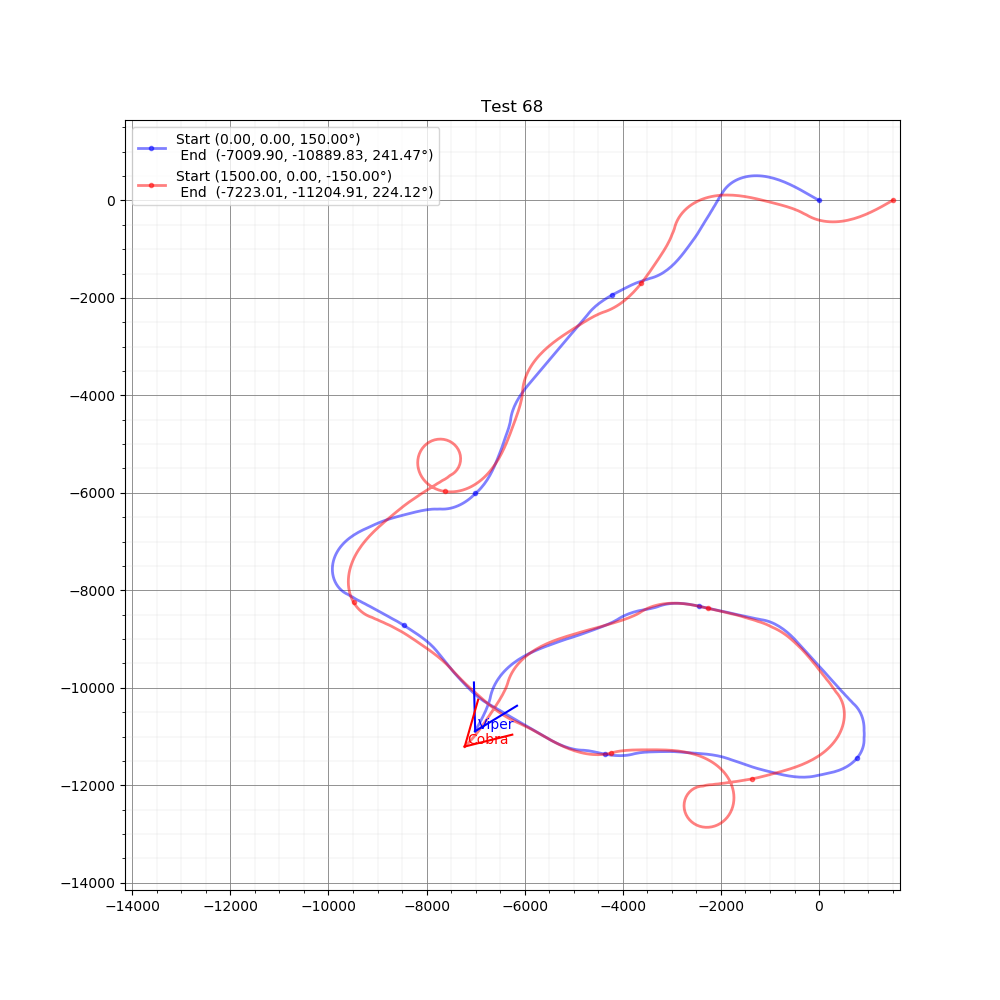 Test 68
Start (0.00, 0.00, 150.00°)
End (-7009.90, -10889.83, 241.47°)
Start (1500.00, 0.00, -150.00°)
End (-7223.01, -11204.91, 224.12°)
0
−2000
−4000
−6000
−8000
−10000
−12000
−14000
Viper
Cobra
−14000 −12000 −10000 −8000 −6000 −4000 −2000 0